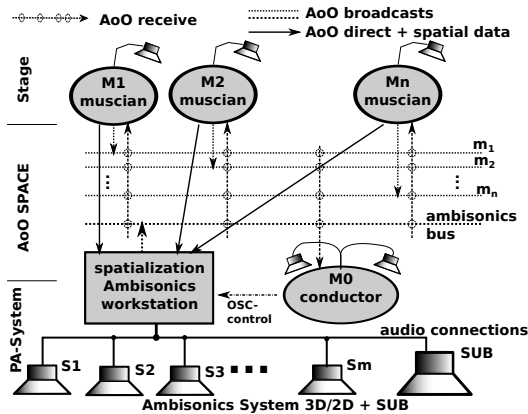 AoO receive
AoO broadcasts
AoO direct + spatial data
Stage
M1
muscian
M2
muscian
Mn
muscian
AoO SPACE
m1
m2
mn
ambisonics
bus
spatialization
Ambisonics
workstation
OSC-
control
M0
conductor
PA-System
audio connections
S1
S2
S3
Sm
SUB
Ambisonics System 3D/2D + SUB